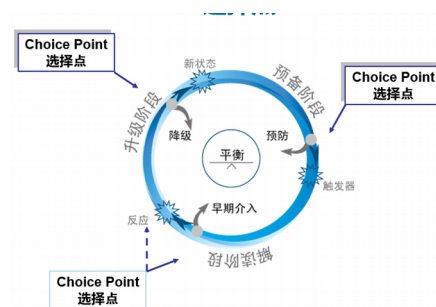 Choice Point
选择点
新状态
预备阶段
Choice Point
选择点
升级阶段
降级
预防
平衡
触发器
早期介入
反应
解读阶段
Choice Point
选择点